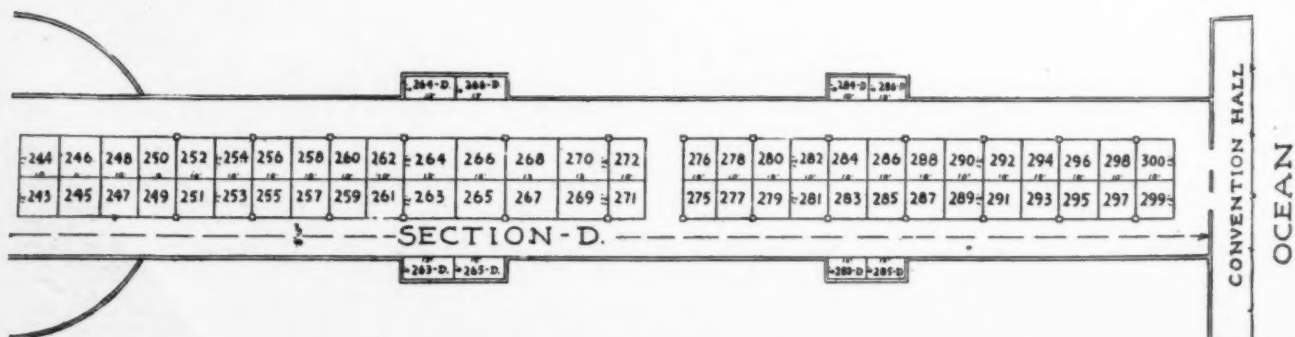 264-D. 266-D. 284-D 286-D
244 246 248 250 252 254 256 258 260 262 264 266 268 270 272 276 278 280 282 284 286 288 290 292 294 296 298 300
243 245 247 249 251 253 255 257 259 261 263 265 267 269 271 275 277 279 281 283 285 287 289 291 293 295 297 299
SECTION-D.
263-D. 265-D. 283-D 285-D
CONVENTION HALL
OCEAN